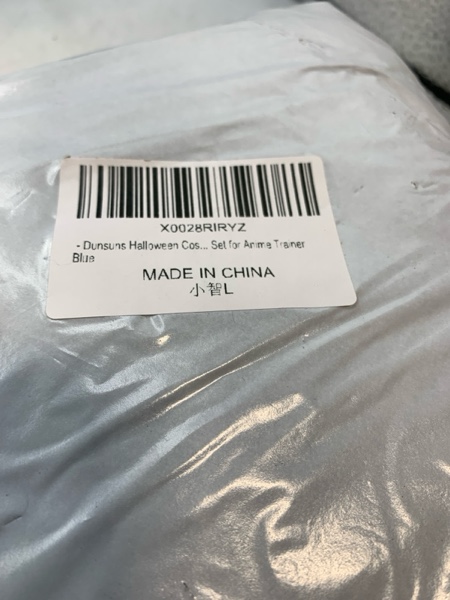 X0028RIRYZ
- Dunsuns Halloween Cos... Set for Anime Trainer
Blue
MADE IN CHINA
小智L